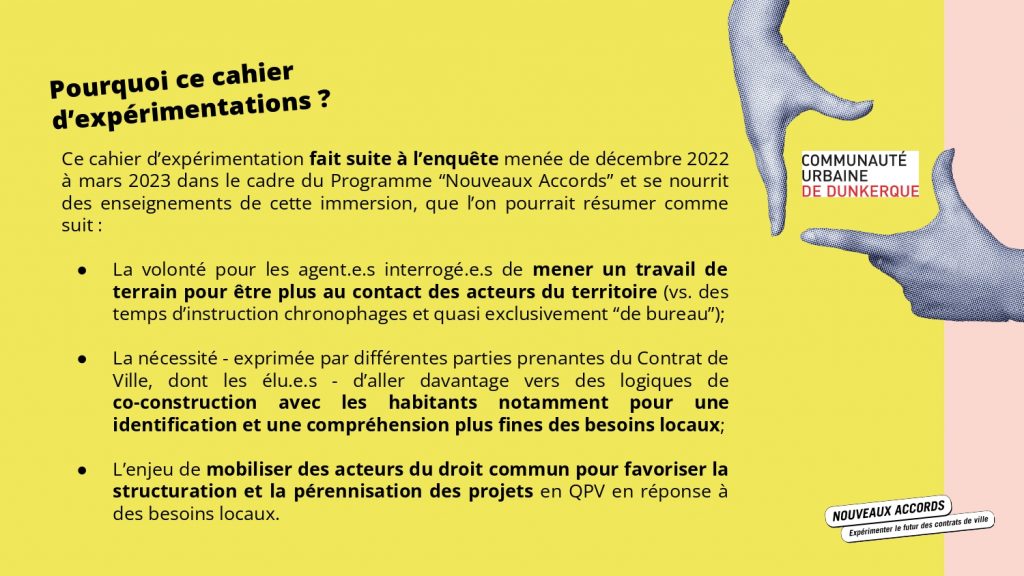 Pourquoi ce cahier
d’expérimentations ?
Ce cahier d’expérimentation fait suite à l’enquête menée de décembre 2022
à mars 2023 dans le cadre du Programme “Nouveaux Accords” et se nourrit
des enseignements de cette immersion, que l’on pourrait résumer comme
suit :
● La volonté pour les agent.e.s interrogé.e.s de mener un travail de
terrain pour être plus au contact des acteurs du territoire (vs. des
temps d’instruction chronophages et quasi exclusivement “de bureau”);
● La nécessité - exprimée par différentes parties prenantes du Contrat de
Ville, dont les élu.e.s - d’aller davantage vers des logiques de
co-construction avec les habitants notamment pour une
identification et une compréhension plus fines des besoins locaux;
● L’enjeu de mobiliser des acteurs du droit commun pour favoriser la
structuration et la pérennisation des projets en QPV en réponse à
des besoins locaux.
COMMUNAUTÉ
URBAINE
DE DUNKERQUE
NOUVEAUX ACCORDS
Expérimenter le futur des contrats de ville